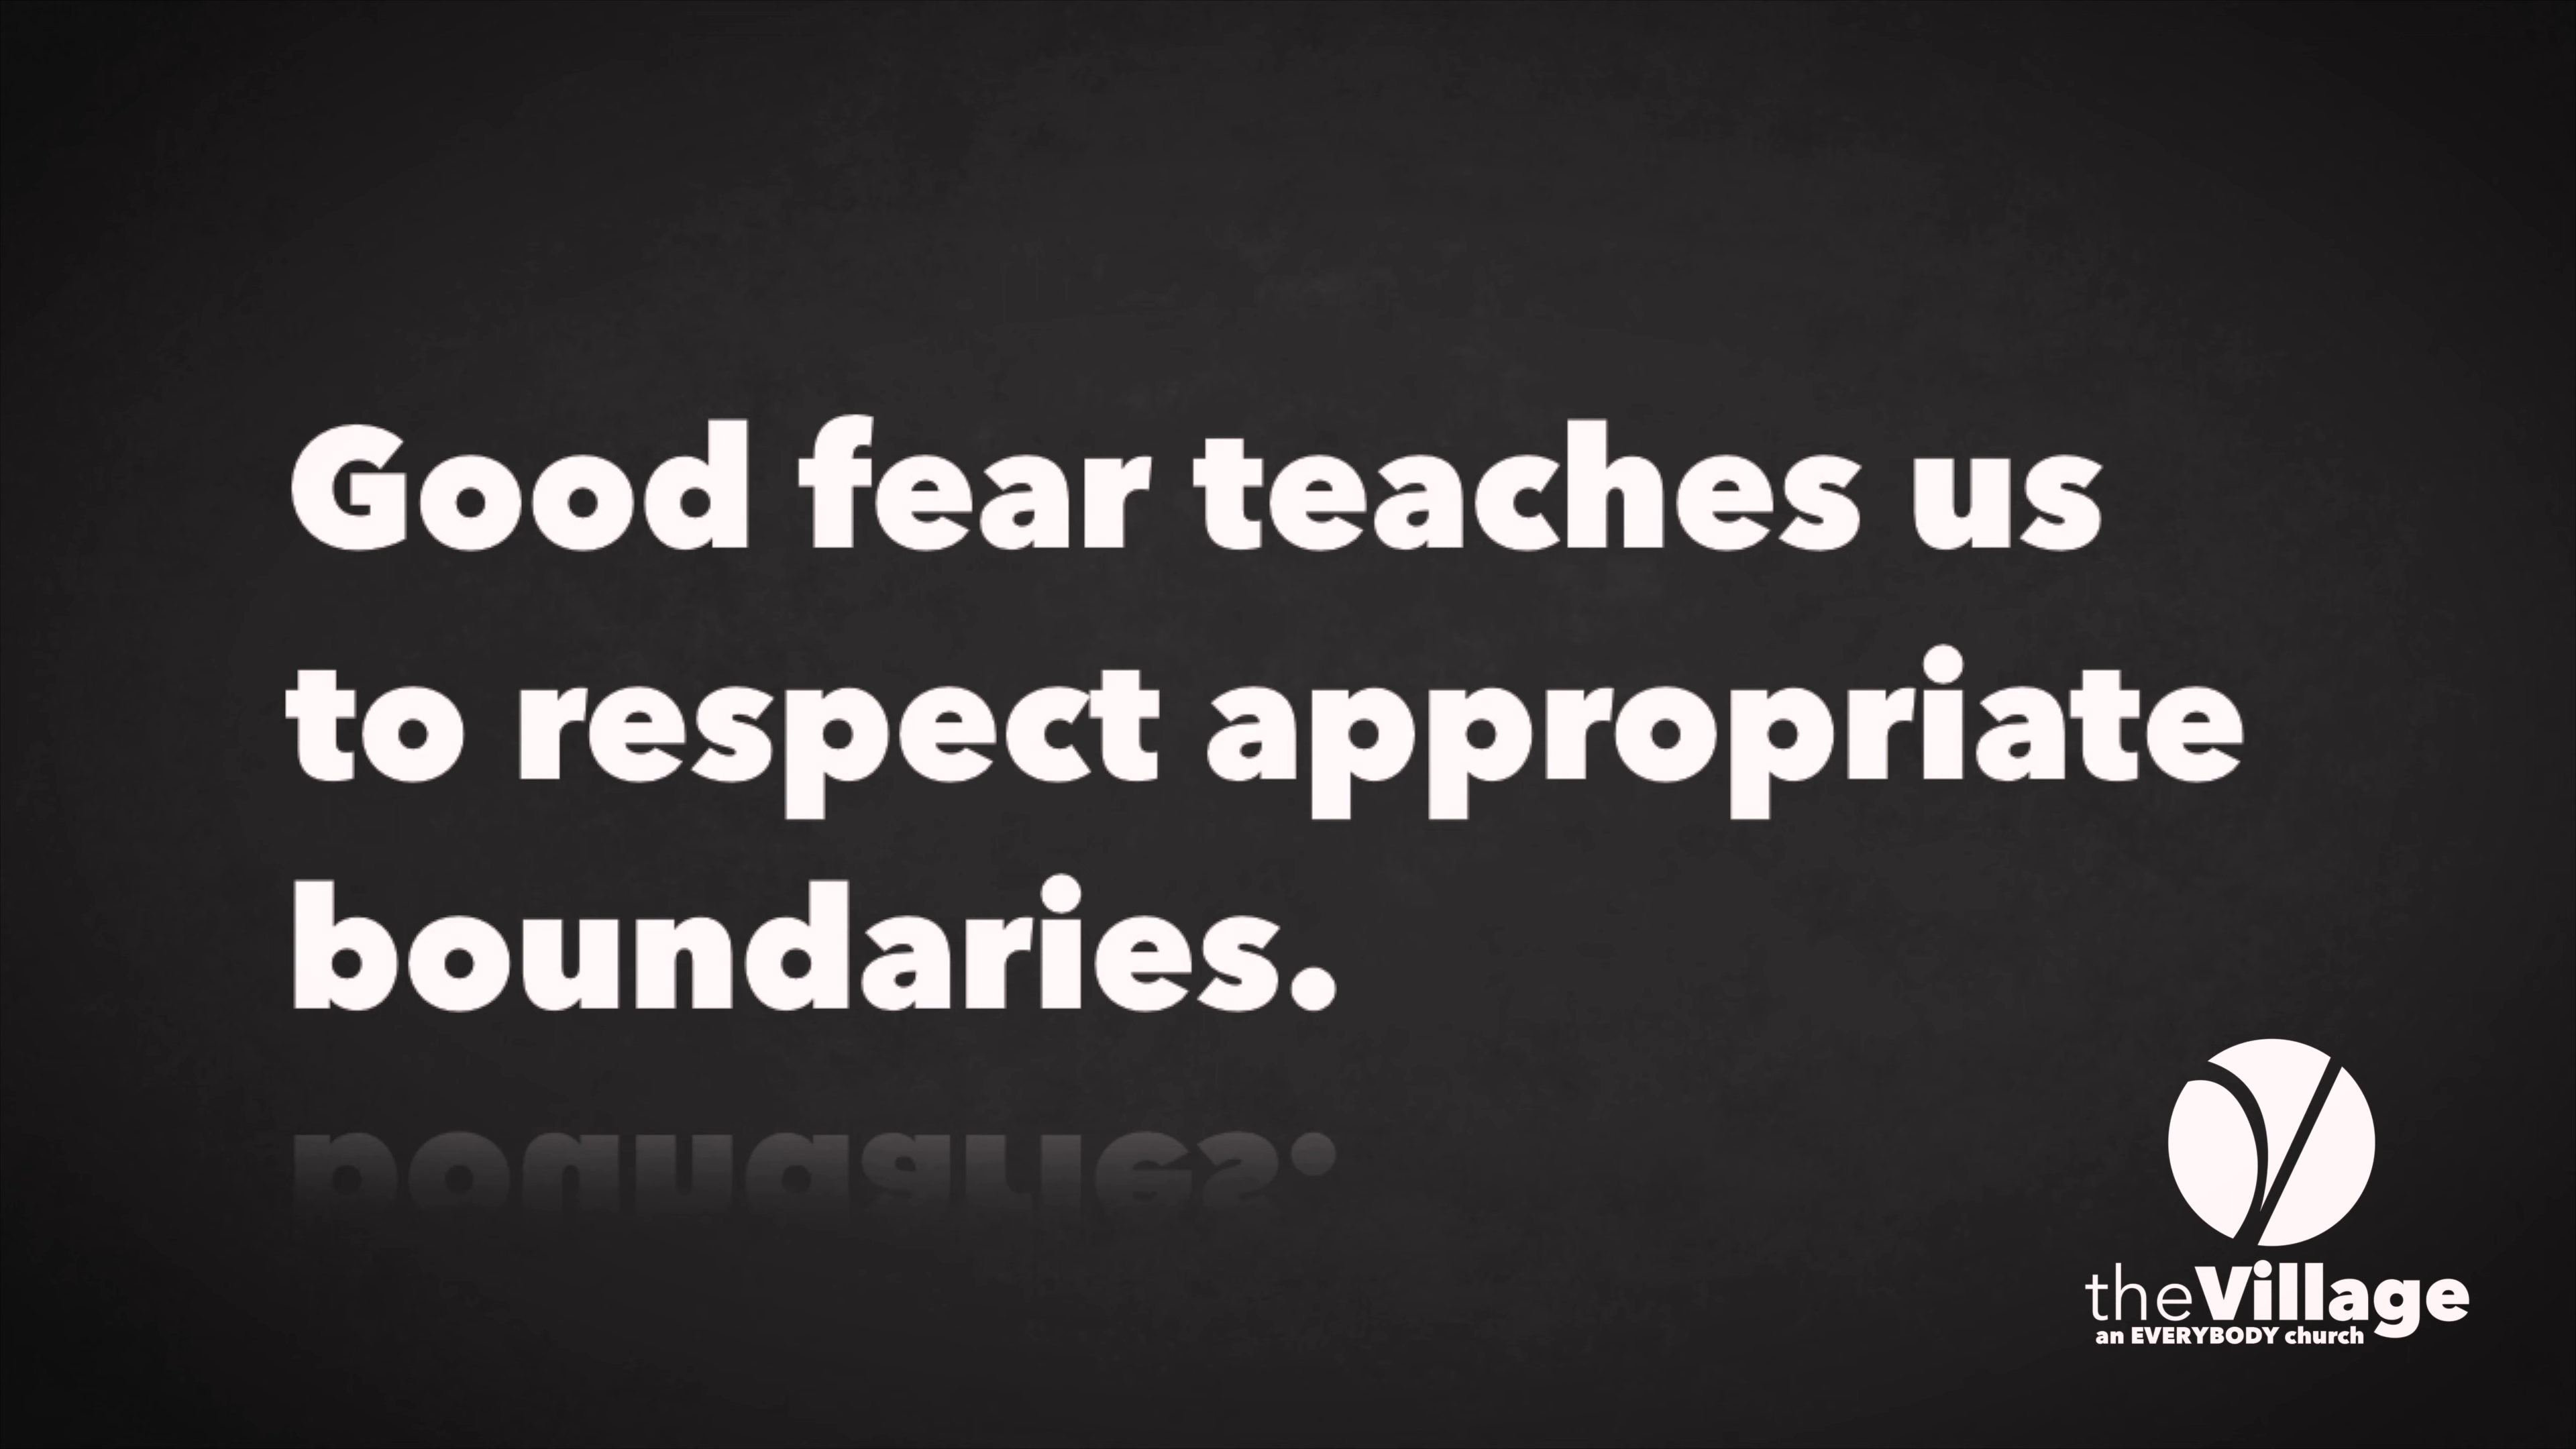 Good fear teaches us
to respect appropriate
boundaries.
theVillage
an EVERYBODY church